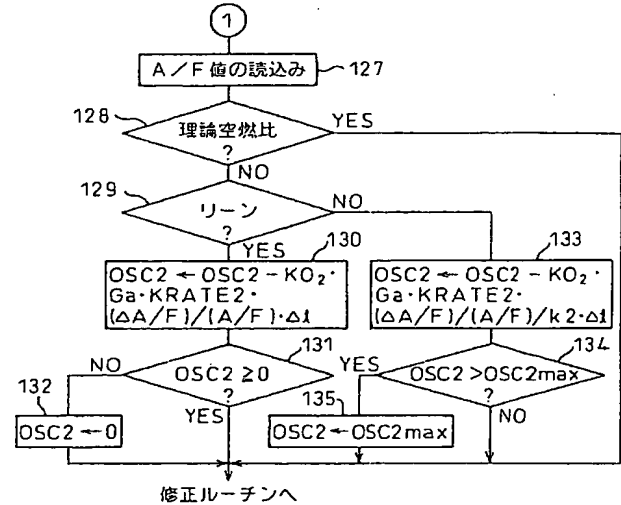 1
A/F値の読込み
127
128
理論空燃比
?
YES
NO
129
リーン
?
NO
YES
130
OSC2 ← OSC2 − KO₂・
Ga・KRATE2・
(ΔA/F)/(A/F)・Δt
133
OSC2 ← OSC2 − KO₂・
Ga・KRATE2・
(ΔA/F)/(A/F)/k2・Δt
131
NO
OSC2 ≧0
?
YES
132
OSC2 ←0
134
YES
OSC2 >OSC2max
?
NO
135
OSC2←OSC2max
修正ルーチンへ